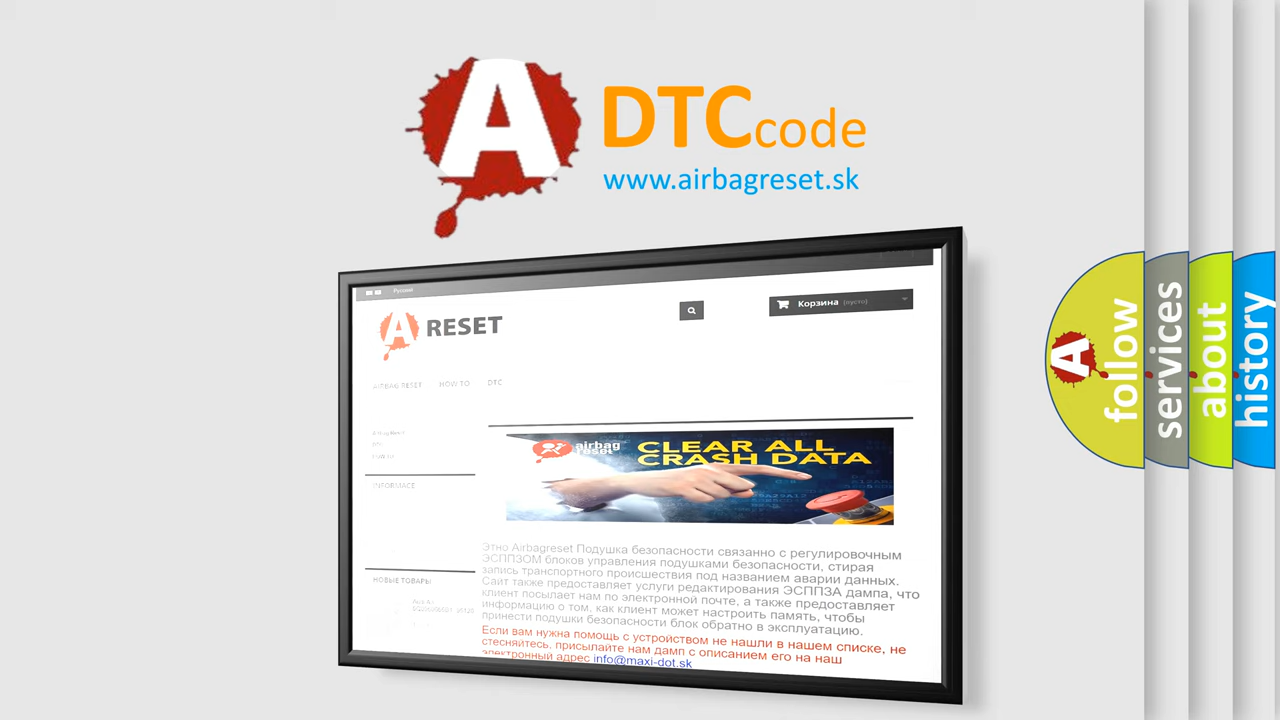 A DTCcode
www.airbagreset.sk
Русский
A RESET
Корзина (пусто)
AIRBAG RESET HOW TO DTC
INFORMACE
НОВЫЕ ТОВАРЫ
airbag
reset
CLEAR ALL
CRASH DATA
Этно Airbagreset Подушка безопасности связанно с регулировочным
ЭСППЗОМ блоков управления подушками безопасности, стирая
запись транспортного происшествия под названием аварии данных.
Сайт также предоставляет услуги редактирования ЭСППЗА дампа, что
клиент посылает нам по электронной почте, а также предоставляет
информацию о том, как клиент может настроить память, чтобы
принести подушки безопасности блок обратно в эксплуатацию.
Если вам нужна помощь с устройством не нашли в нашем списке, не
стесняйтесь, присылайте нам дамп с описанием его на наш
электронный адрес info@maxi-dot.sk
A
follow
services
about
history